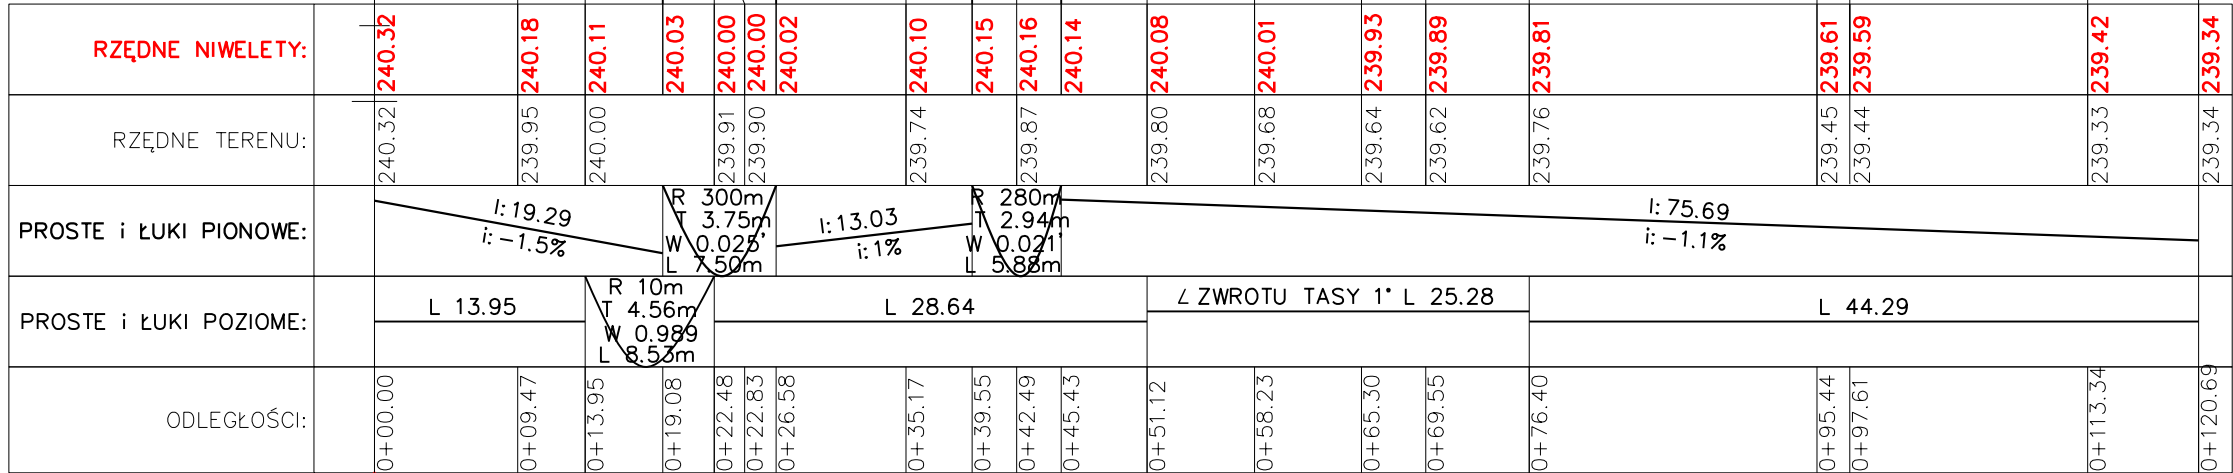 RZĘDNE NIWELETY: 240.32 240.18 240.11 240.03 240.00 240.00 240.02 240.10 240.15 240.16 240.14 240.08 240.01 239.93 239.89 239.81 239.61 239.59 239.42 239.34
RZĘDNE TERENU: 240.32 239.95 240.00 239.91 239.90 239.74 239.87 239.80 239.68 239.64 239.62 239.76 239.45 239.44 239.33 239.34
PROSTE i ŁUKI PIONOWE:
l: 19.29
i: -1.5%
R 300m
T 3.75m
W 0.025'
L 7.50m
l: 13.03
i: 1%
R 280m
T 2.94m
W 0.021'
L 5.88m
l: 75.69
i: -1.1%
PROSTE i ŁUKI POZIOME:
L 13.95
R 10m
T 4.56m
W 0.989
L 8.53m
L 28.64
∠ ZWROTU TASY 1° L 25.28
L 44.29
ODLEGŁOŚCI: 0+00.00 0+09.47 0+13.95 0+19.08 0+22.48 0+22.83 0+26.58 0+35.17 0+39.55 0+42.49 0+45.43 0+51.12 0+58.23 0+65.30 0+69.55 0+76.40 0+95.44 0+97.61 0+113.34 0+120.69